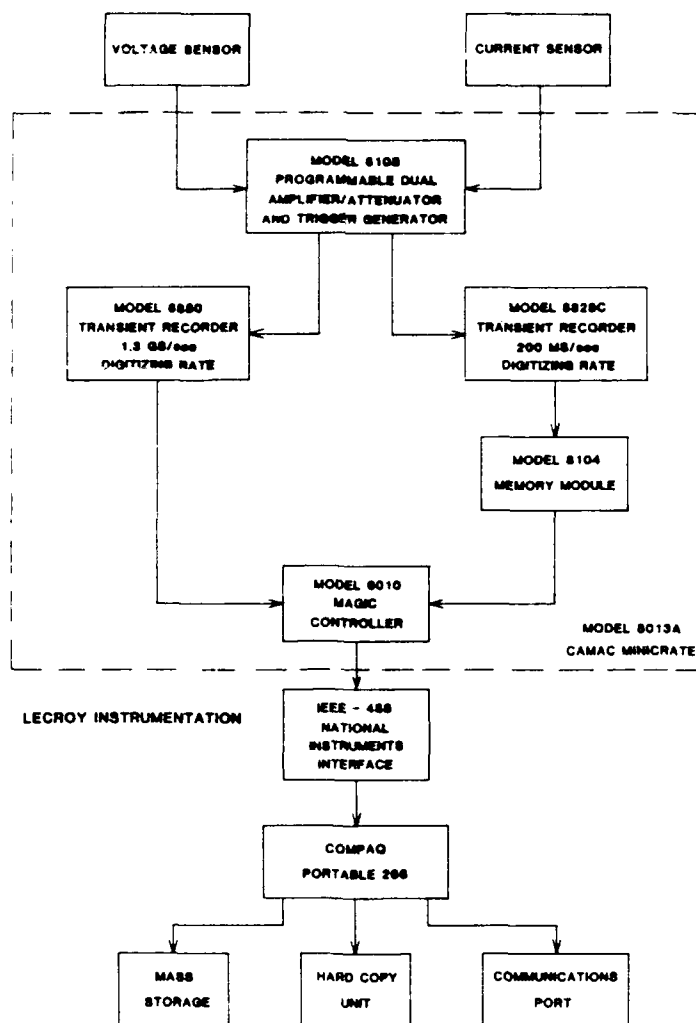 VOLTAGE SENSOR
CURRENT SENSOR
MODEL 6103
PROGRAMMABLE DUAL
AMPLIFIER/ATTENUATOR
AND TRIGGER GENERATOR
MODEL 6880
TRANSIENT RECORDER
1.3 GS/sec
DIGITIZING RATE
MODEL 6828C
TRANSIENT RECORDER
200 MS/sec
DIGITIZING RATE
MODEL 8104
MEMORY MODULE
MODEL 6010
MAGIC
CONTROLLER
MODEL 8013A
CAMAC MINICRATE
LECROY INSTRUMENTATION
IEEE - 488
NATIONAL
INSTRUMENTS
INTERFACE
COMPAQ
PORTABLE 286
MASS
STORAGE
HARD COPY
UNIT
COMMUNICATIONS
PORT